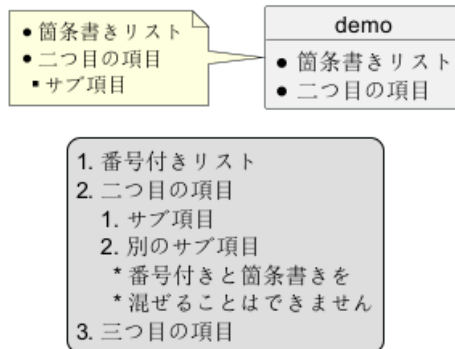 • 箇条書きリスト
• 二つ目の項目
▪ サブ項目
demo
• 箇条書きリスト
• 二つ目の項目
1. 番号付きリスト
2. 二つ目の項目
1. サブ項目
2. 別のサブ項目
* 番号付きと箇条書きを
* 混ぜることはできません
3. 三つ目の項目